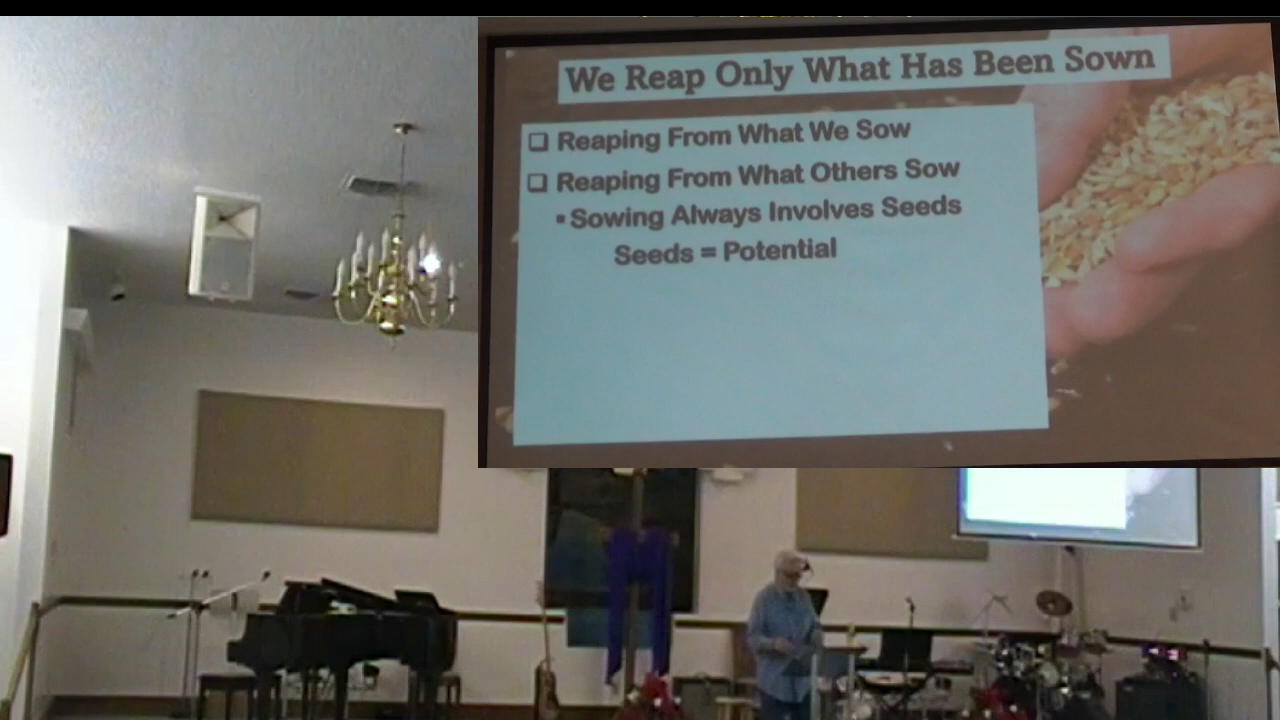 We Reap Only What Has Been Sown
❑ Reaping From What We Sow
❑ Reaping From What Others Sow
▪ Sowing Always Involves Seeds
Seeds = Potential